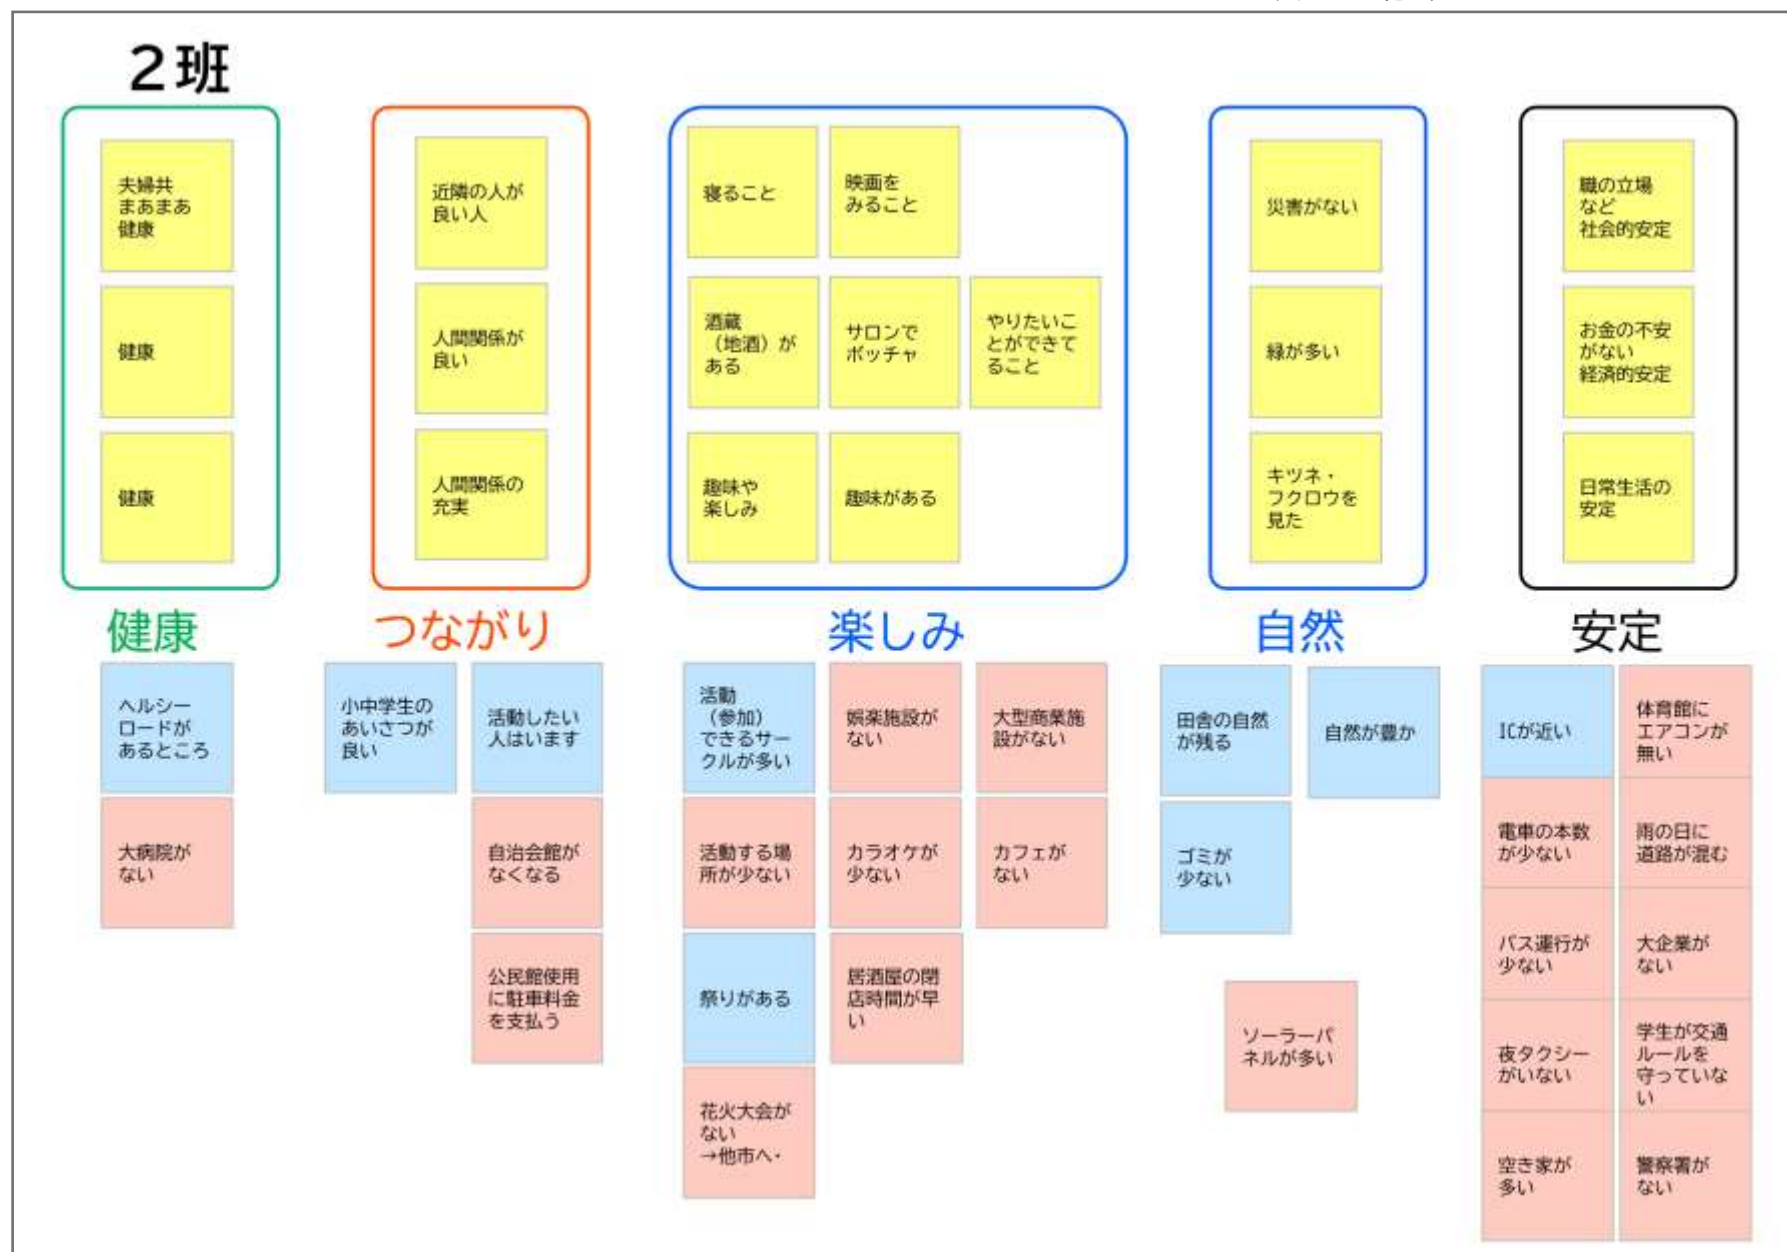 2班
夫婦共
まあまあ
健康
健康
健康
近隣の人が
良い人
人間関係が
良い
人間関係の
充実
寝ること
映画を
みること
酒蔵
（地酒）が
ある
サロンで
ボッチャ
やりたいこ
とができて
ること
趣味や
楽しみ
趣味がある
災害がない
緑が多い
キツネ・
フクロウを
見た
職の立場
など
社会的安定
お金の不安
がない
経済的安定
日常生活の
安定
健康
つながり
楽しみ
自然
安定
ヘルシー
ロードが
あるところ
大病院が
ない
小中学生の
あいさつが
良い
活動したい
人はいます
自治会館が
なくなる
公民館使用
に駐車料金
を支払う
活動
（参加）
できるサー
クルが多い
娯楽施設が
ない
大型商業施
設がない
活動する場
所が少ない
カラオケが
少ない
カフェが
ない
祭りがある
居酒屋の閉
店時間が早
い
花火大会が
ない
→他市へ・
田舎の自然
が残る
自然が豊か
ゴミが
少ない
ソーラーパ
ネルが多い
ICが近い
体育館に
エアコンが
無い
電車の本数
が少ない
雨の日に
道路が混む
バス運行が
少ない
大企業が
ない
夜タクシー
がいない
学生が交通
ルールを
守っていな
い
空き家が
多い
警察署が
ない